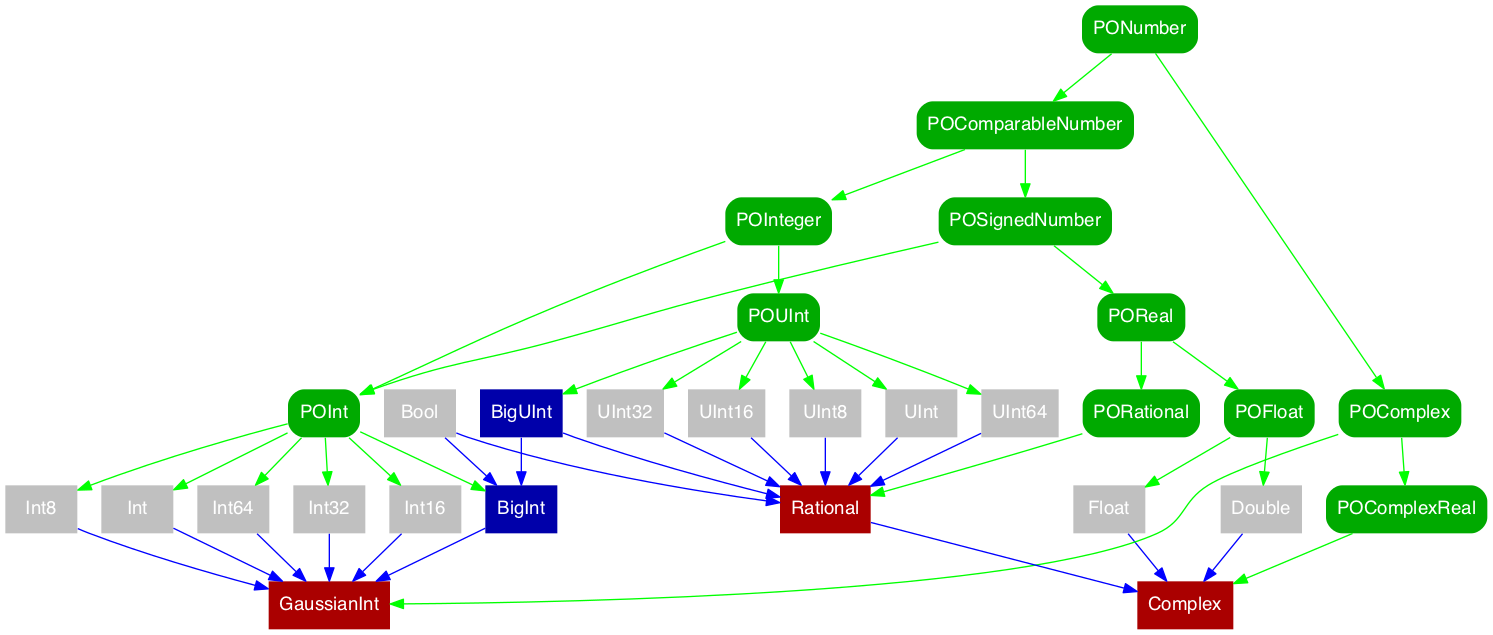 PONumber
POComparableNumber
POInteger
POSignedNumber
POUInt
POReal
POInt
Bool
BigUInt
UInt32
UInt16
UInt8
UInt
UInt64
PORational
POFloat
POComplex
Int8
Int
Int64
Int32
Int16
BigInt
Rational
Float
Double
POComplexReal
GaussianInt
Complex